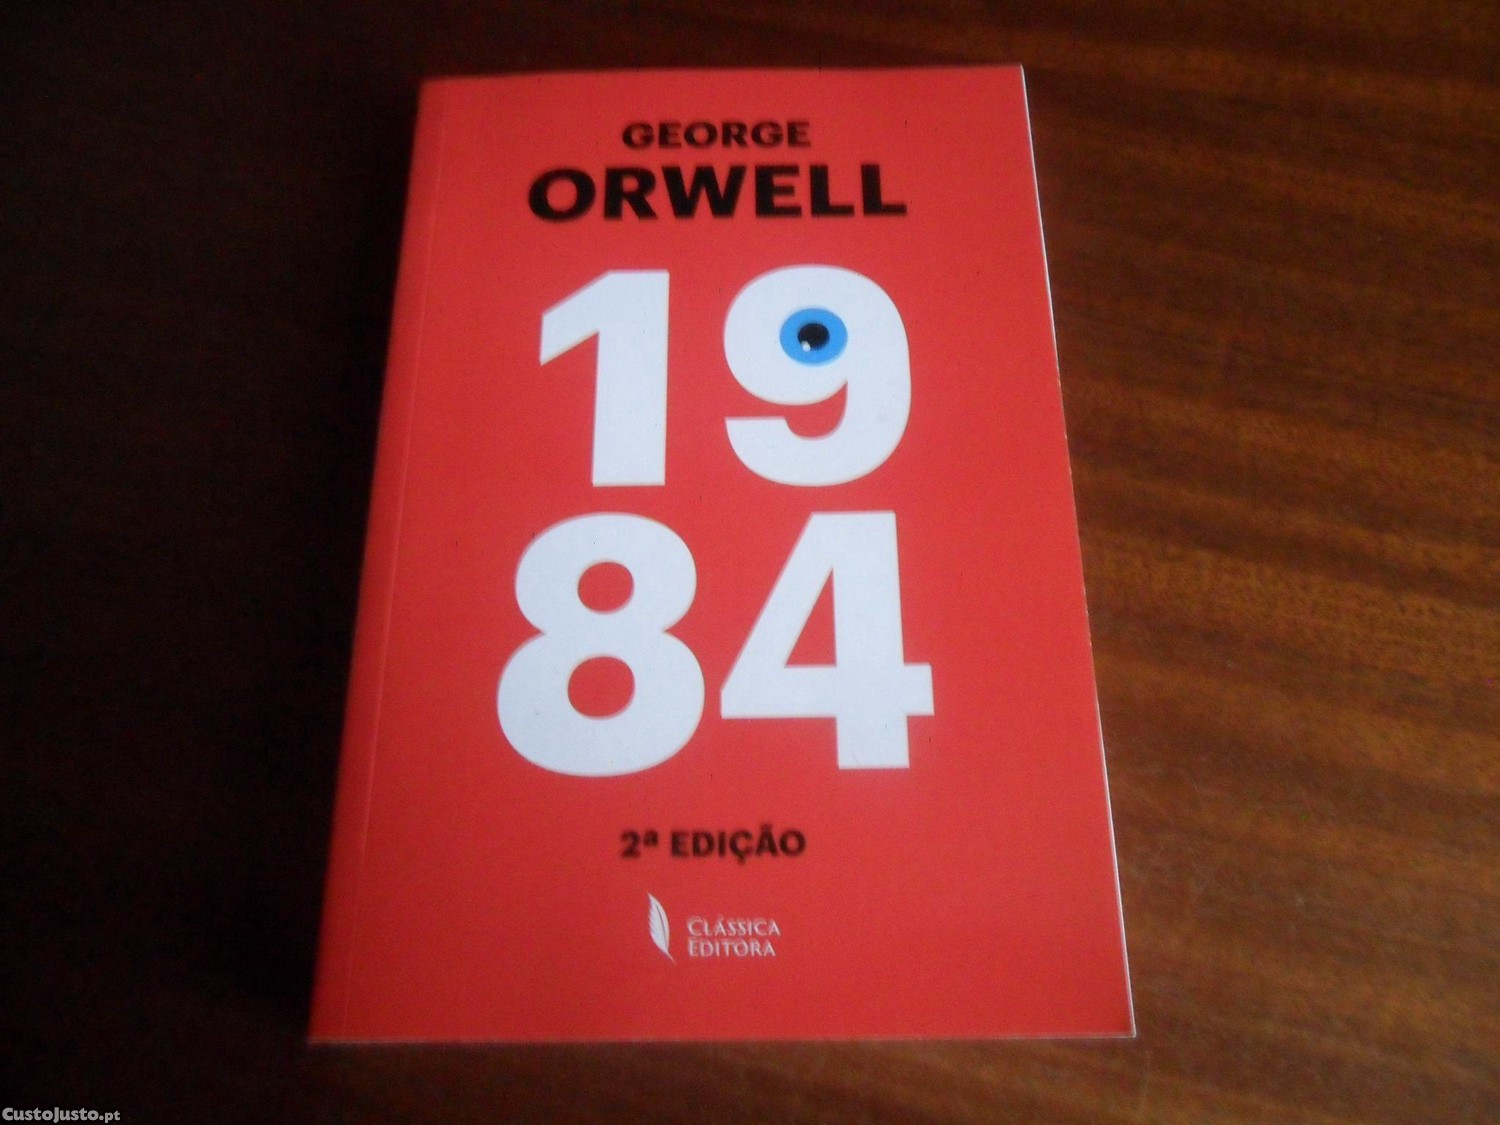 GEORGE
ORWELL
19
84
2ª EDIÇÃO
CLÁSSICA
EDITORA
CustoJusto.pt